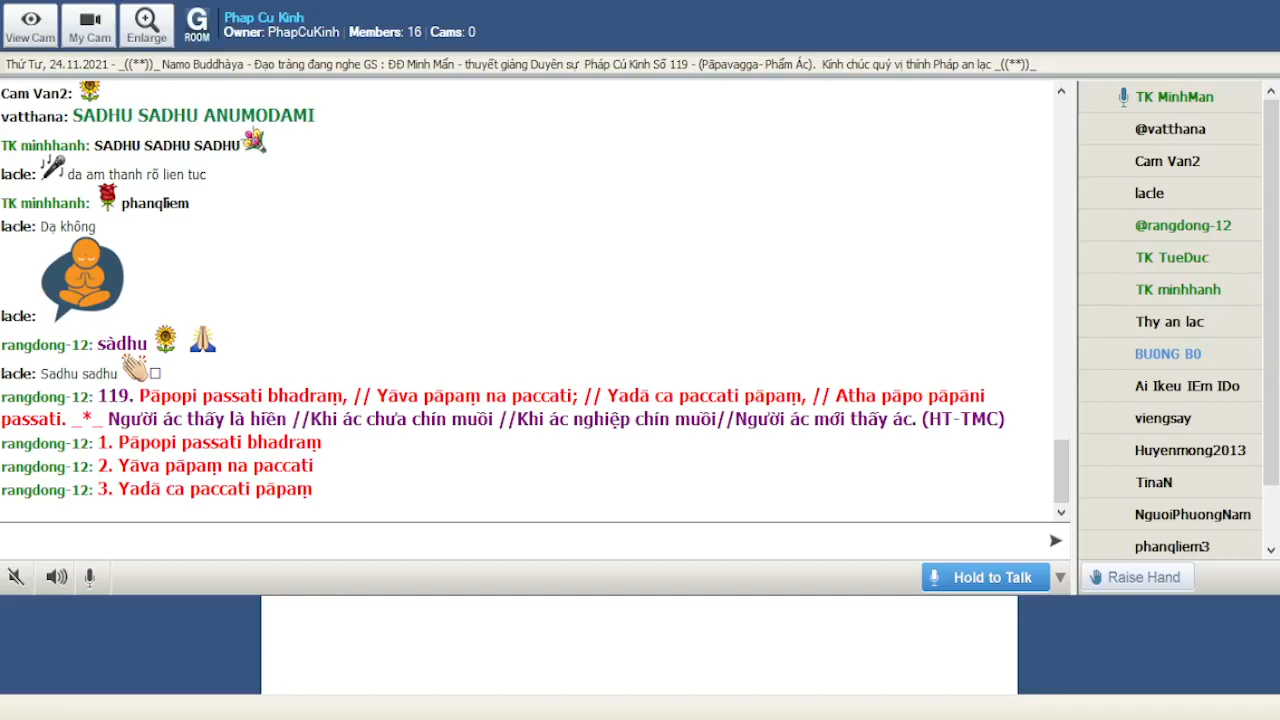 View Cam
My Cam
Enlarge
G
ROOM
Phap Cu Kinh
Owner: PhapCuKinh | Members: 16 | Cams: 0
Thứ Tư, 24.11.2021 - _((**))_ Namo Buddhàya - Đạo tràng đang nghe GS : ĐĐ Minh Mẩn - thuyết giảng Duyên sự Pháp Cú Kinh Số 119 - (Pāpavagga- Phẩm Ác). Kính chúc quý vị thính Pháp an lạc _((**))_
Cam Van2:
vatthana: SADHU SADHU ANUMODAMI
TK minhhanh: SADHU SADHU SADHU
lacle: da am thanh rõ lien tuc
TK minhhanh: phanqliem
lacle: Dạ không
lacle:
rangdong-12: sàdhu
lacle: Sadhu sadhu
rangdong-12: 119. Pāpopi passati bhadraṃ, // Yāva pāpaṃ na paccati; // Yadā ca paccati pāpaṃ, // Atha pāpo pāpāni
passati. _*_ Người ác thấy là hiền //Khi ác chưa chín muồi //Khi ác nghiệp chín muồi//Người ác mới thấy ác. (HT-TMC)
rangdong-12: 1. Pāpopi passati bhadraṃ
rangdong-12: 2. Yāva pāpaṃ na paccati
rangdong-12: 3. Yadā ca paccati pāpaṃ
Hold to Talk
TK MinhMan
@vatthana
Cam Van2
lacle
@rangdong-12
TK TueDuc
TK minhhanh
Thy an lac
BU0NG B0
Ai Ikeu IEm IDo
viengsay
Huyenmong2013
TinaN
NguoiPhuongNam
phanqliem3
Raise Hand